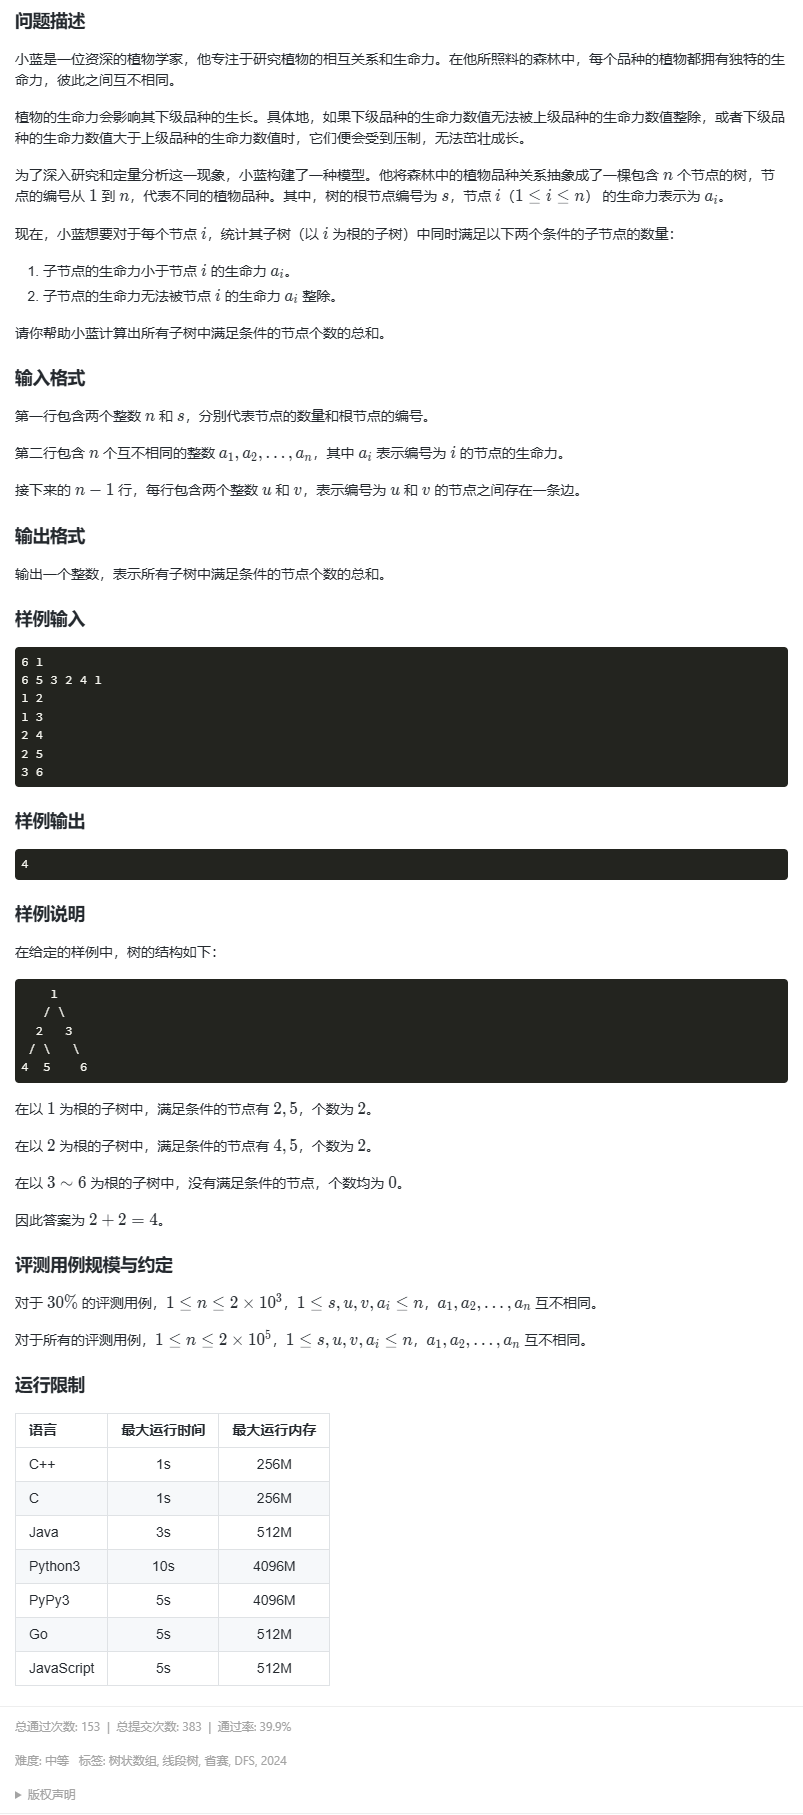 问题描述
小蓝是一位资深的植物学家，他专注于研究植物的相互关系和生命力。在他所照料的森林中，每个品种的植物都拥有独特的生
命力，彼此之间互不相同。
植物的生命力会影响其下级品种的生长。具体地，如果下级品种的生命力数值无法被上级品种的生命力数值整除，或者下级品
种的生命力数值大于上级品种的生命力数值时，它们便会受到压制，无法茁壮成长。
为了深入研究和定量分析这一现象，小蓝构建了一种模型。他将森林中的植物品种关系抽象成了一棵包含 n 个节点的树，节
点的编号从 1 到 n，代表不同的植物品种。其中，树的根节点编号为 s，节点 i（1 ≤ i ≤ n） 的生命力表示为 a_i。
现在，小蓝想要对于每个节点 i，统计其子树（以 i 为根的子树）中同时满足以下两个条件的子节点的数量：
1. 子节点的生命力小于节点 i 的生命力 a_i。
2. 子节点的生命力无法被节点 i 的生命力 a_i 整除。
请你帮助小蓝计算出所有子树中满足条件的节点个数的总和。
输入格式
第一行包含两个整数 n 和 s，分别代表节点的数量和根节点的编号。
第二行包含 n 个互不相同的整数 a_1, a_2, . . . , a_n，其中 a_i 表示编号为 i 的节点的生命力。
接下来的 n − 1 行，每行包含两个整数 u 和 v，表示编号为 u 和 v 的节点之间存在一条边。
输出格式
输出一个整数，表示所有子树中满足条件的节点个数的总和。
样例输入
6 1
6 5 3 2 4 1
1 2
1 3
2 4
2 5
3 6
样例输出
4
样例说明
在给定的样例中，树的结构如下：
1
/ \
2 3
/ \ \
4 5 6
在以 1 为根的子树中，满足条件的节点有 2, 5，个数为 2。
在以 2 为根的子树中，满足条件的节点有 4, 5，个数为 2。
在以 3 ∼ 6 为根的子树中，没有满足条件的节点，个数均为 0。
因此答案为 2 + 2 = 4。
评测用例规模与约定
对于 30% 的评测用例，1 ≤ n ≤ 2 × 10^3，1 ≤ s, u, v, a_i ≤ n，a_1, a_2, . . . , a_n 互不相同。
对于所有的评测用例，1 ≤ n ≤ 2 × 10^5，1 ≤ s, u, v, a_i ≤ n，a_1, a_2, . . . , a_n 互不相同。
运行限制
语言 最大运行时间 最大运行内存
C++ 1s 256M
C 1s 256M
Java 3s 512M
Python3 10s 4096M
PyPy3 5s 4096M
Go 5s 512M
JavaScript 5s 512M
总通过次数: 153 | 总提交次数: 383 | 通过率: 39.9%
难度: 中等 标签: 树状数组, 线段树, 省赛, DFS, 2024
▶ 版权声明